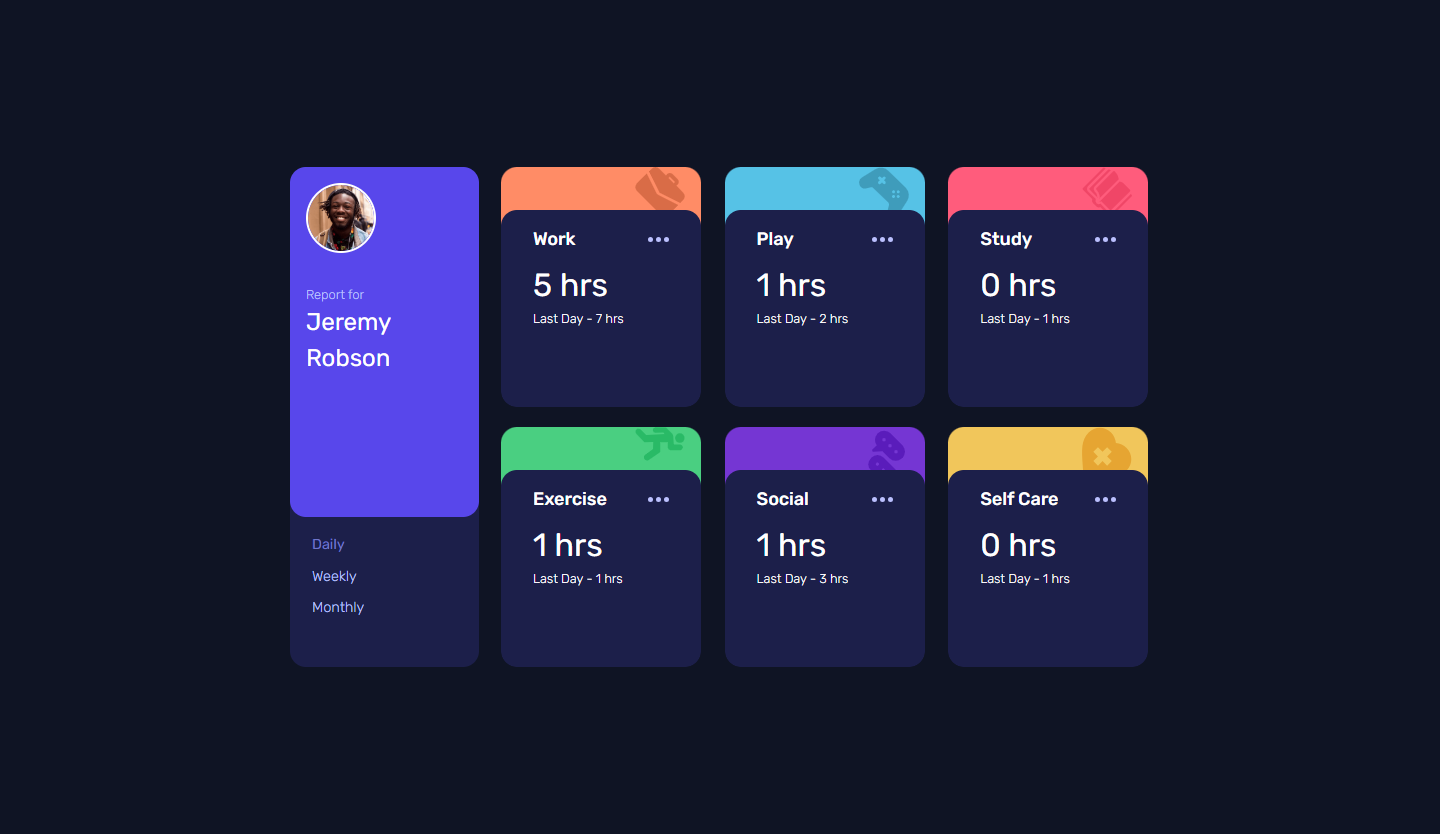 Report for
Jeremy
Robson
Daily
Weekly
Monthly
Work
5 hrs
Last Day - 7 hrs
Play
1 hrs
Last Day - 2 hrs
Study
0 hrs
Last Day - 1 hrs
Exercise
1 hrs
Last Day - 1 hrs
Social
1 hrs
Last Day - 3 hrs
Self Care
0 hrs
Last Day - 1 hrs